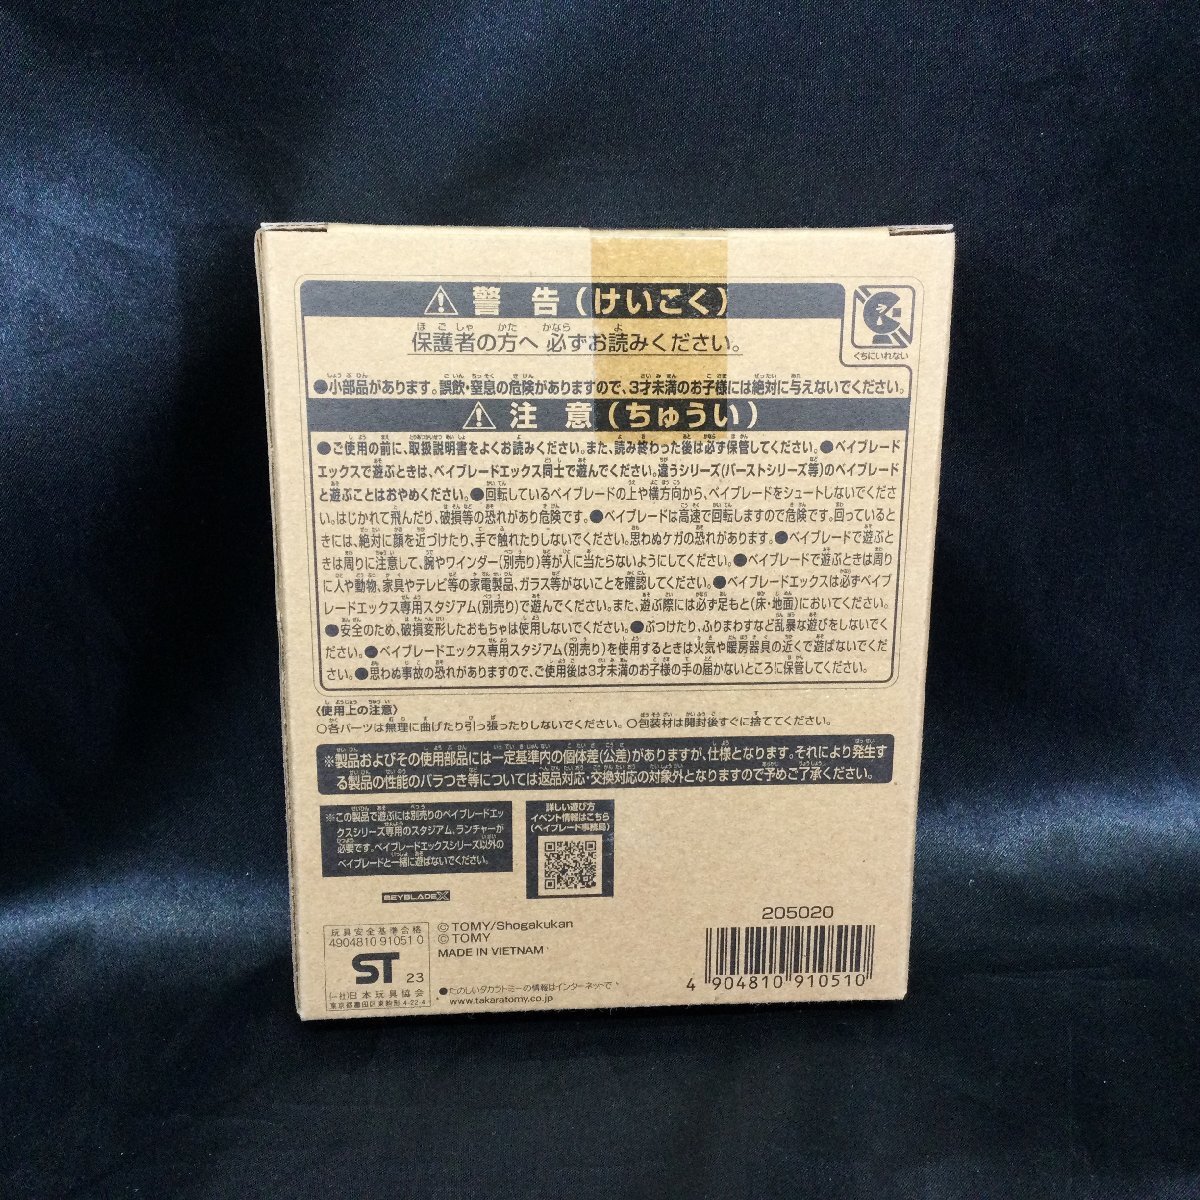 警 告 (けいこく)
くちにいれない
保護者の方へ 必ずお読みください。
●小部品があります。誤飲・窒息の危険がありますので、3才未満のお子様には絶対に与えないでください。
注 意 (ちゅうい)
●ご使用の前に、取扱説明書をよくお読みください。また、読み終わった後は必ず保管してください。●ベイブレード
エックスで遊ぶときは、ベイブレードエックス同士で遊んでください。違うシリーズ(バーストシリーズ等)のベイブレード
と遊ぶことはおやめください。●回転しているベイブレードの上や横方向から、ベイブレードをシュートしないでくださ
い。はじかれて飛んだり、破損等の恐れがあり危険です。●ベイブレードは高速で回転しますので危険です。回っていると
きには、絶対に顔を近づけたり、手で触れたりしないでください。思わぬケガの恐れがあります。●ベイブレードで遊ぶと
きは周りに注意して、腕やワインダー(別売り)等が人に当たらないようにしてください。●ベイブレードで遊ぶときは周り
に人や動物、家具やテレビ等の家電製品、ガラス等がないことを確認してください。●ベイブレードエックスは必ずベイブ
レードエックス専用スタジアム(別売り)で遊んでください。また、遊ぶ際には必ず足もと(床・地面)においてください。
●安全のため、破損変形したおもちゃは使用しないでください。●ぶつけたり、ふりまわすなど乱暴な遊びをしないでく
ださい。●ベイブレードエックス専用スタジアム(別売り)を使用するときは火気や暖房器具の近くで遊ばないでくだ
さい。●思わぬ事故の恐れがありますので、ご使用後は3才未満のお子様の手の届かないところに保管してください。
〈使用上の注意〉
○各パーツは無理に曲げたり引っ張ったりしないでください。○包装材は開封後すぐに捨ててください。
※製品およびその使用部品には一定基準内の個体差(公差)がありますが、仕様となります。それにより発生す
る製品の性能のバラつき等については返品対応・交換対応の対象外となりますので予めご了承ください。
※この製品で遊ぶには別売りのベイブレードエッ
クスシリーズ専用のスタジアム、ランチャーが
必要です。ベイブレードエックスシリーズ以外の
ベイブレードと一緒に遊ばないでください。
詳しい遊び方
イベント情報はこちら
(ベイブレード事務局)
BEYBLADE X
玩具安全基準合格
4904810 91051 0
ST 23
(一社)日本玩具協会
東京都墨田区東駒形 4-22-4
© TOMY/Shogakukan
© TOMY
MADE IN VIETNAM
●たのしいタカラトミーの情報はインターネットで
www.takaratomy.co.jp
205020
4 904810 910510